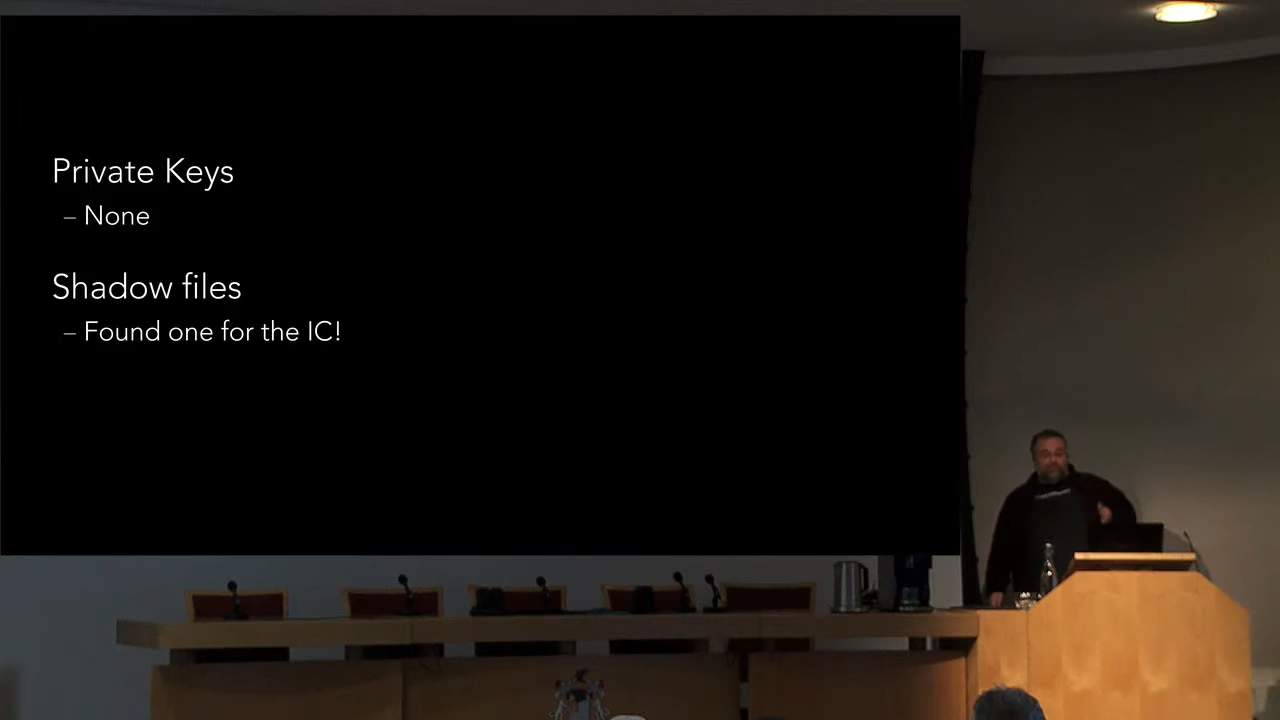 Private Keys
– None
Shadow files
– Found one for the IC!